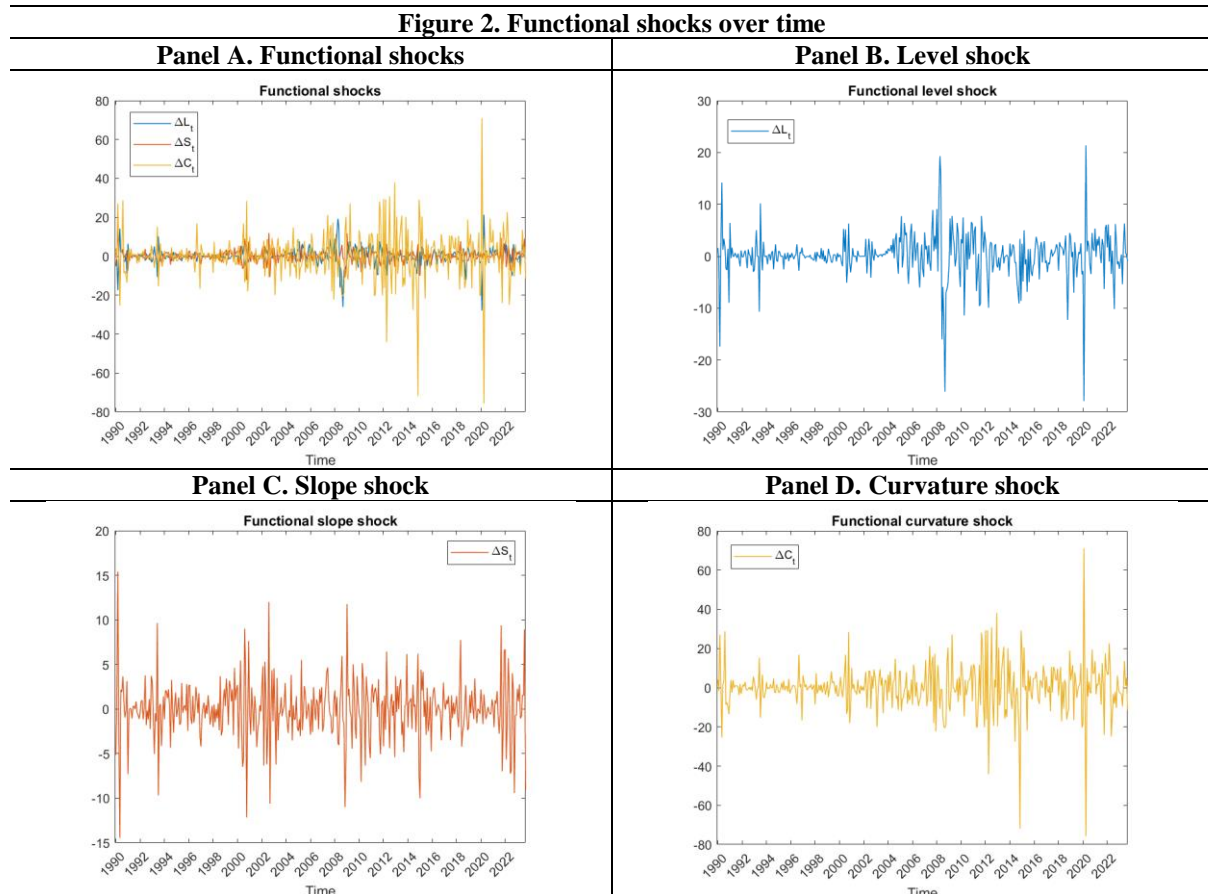 Figure 2. Functional shocks over time
Panel A. Functional shocks
Panel B. Level shock
Functional shocks
80
60
40
20
0
-20
-40
-60
-80
ΔLt
ΔSt
ΔCt
1990 1992 1994 1996 1998 2000 2002 2004 2006 2008 2010 2012 2014 2016 2018 2020 2022
Time
Functional level shock
30
20
10
0
-10
-20
-30
ΔLt
1990 1992 1994 1996 1998 2000 2002 2004 2006 2008 2010 2012 2014 2016 2018 2020 2022
Time
Panel C. Slope shock
Panel D. Curvature shock
Functional slope shock
20
15
10
5
0
-5
-10
-15
ΔSt
1990 1992 1994 1996 1998 2000 2002 2004 2006 2008 2010 2012 2014 2016 2018 2020 2022
Time
Functional curvature shock
80
60
40
20
0
-20
-40
-60
-80
ΔCt
1990 1992 1994 1996 1998 2000 2002 2004 2006 2008 2010 2012 2014 2016 2018 2020 2022
Time